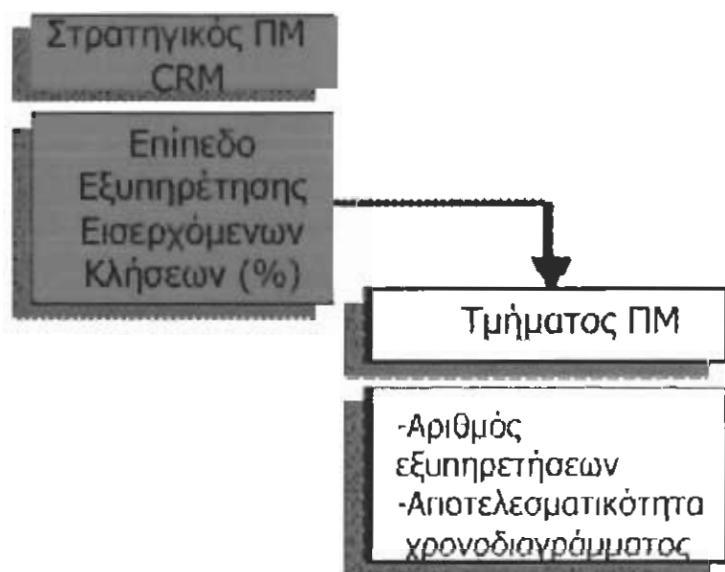 Στρατηγικός ΠΜ
CRM
Επίπεδο
Εξυπηρέτησης
Εισερχόμενων
Κλήσεων (%)
Τμήματος ΠΜ
-Αριθμός
εξυπηρετήσεων
-Αποτελεσματικότητα
χρονοδιαγράμματος